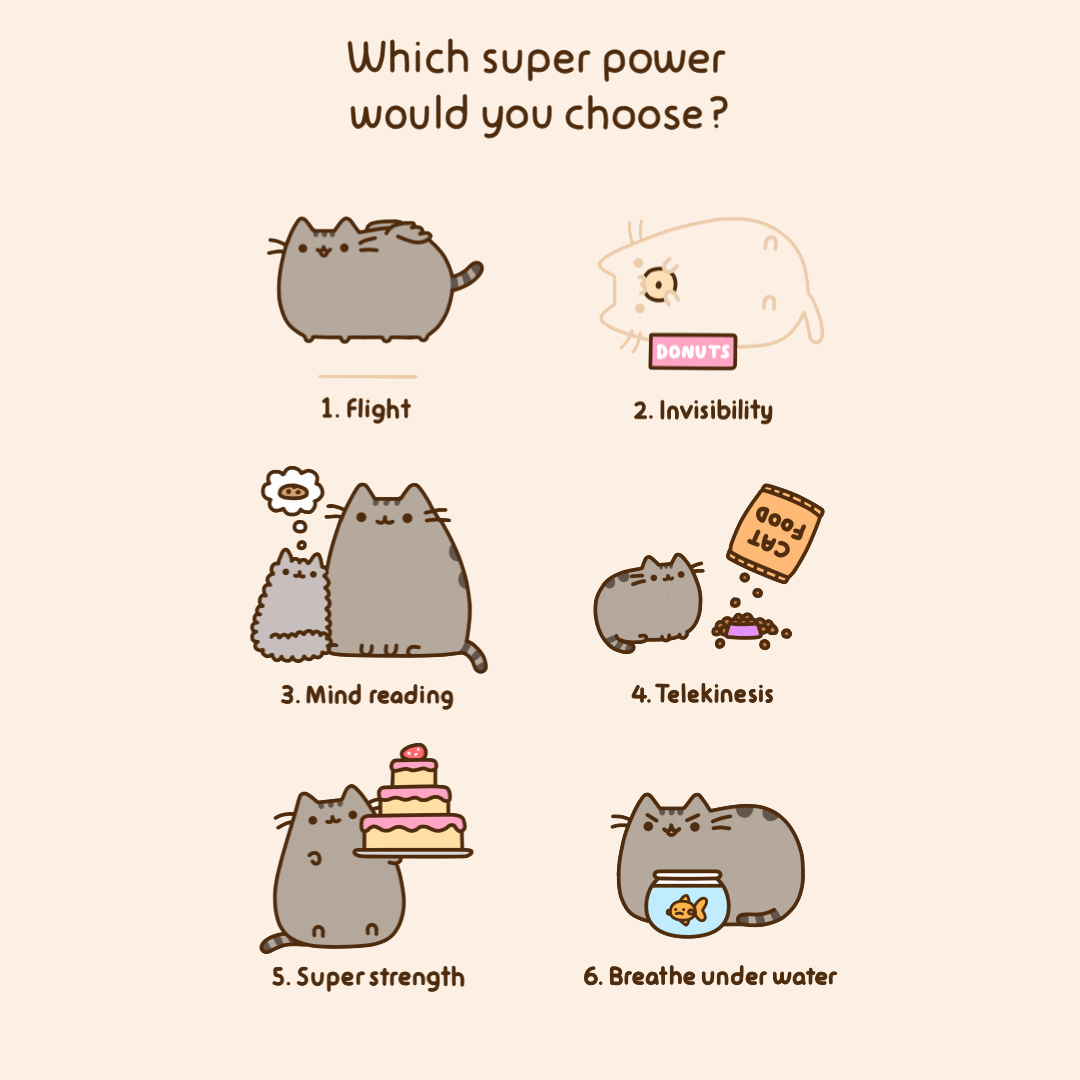 Which super power
would you choose?
1. Flight
DONUTS
2. Invisibility
3. Mind reading
CAT
FOOD
4. Telekinesis
5. Super strength
6. Breathe under water